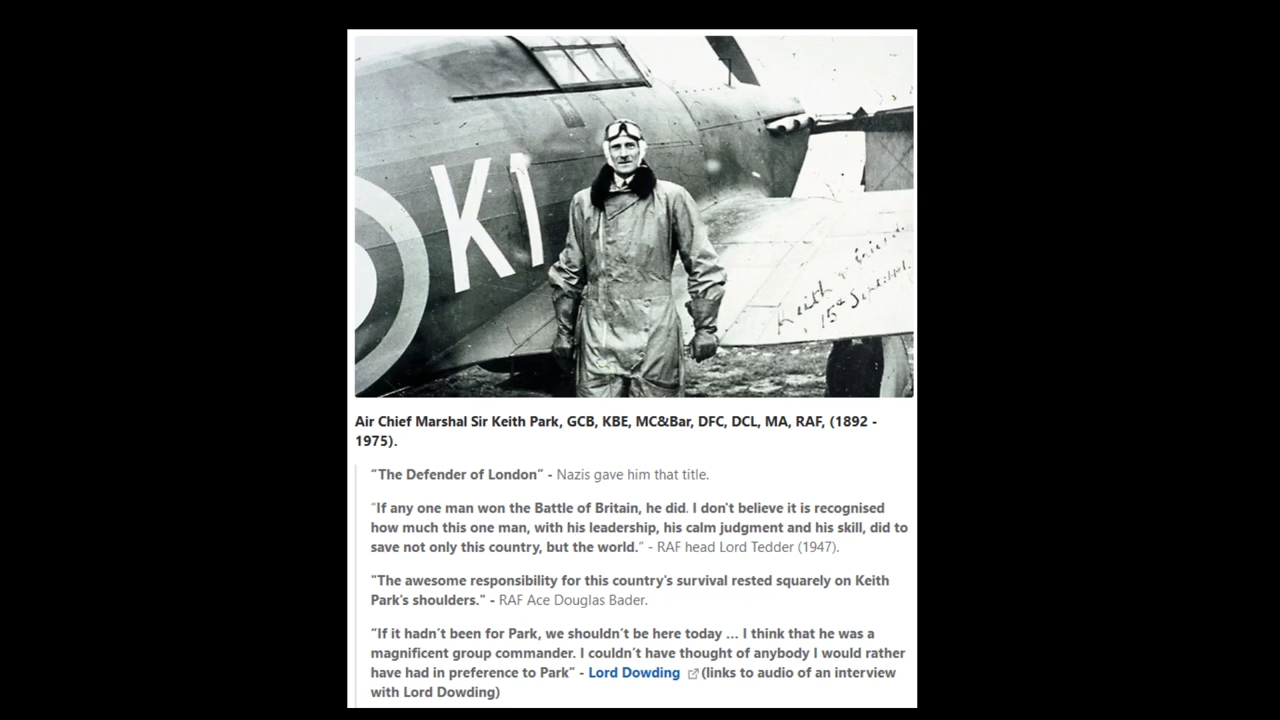 K1
Keith
15th Sept
Air Chief Marshal Sir Keith Park, GCB, KBE, MC&Bar, DFC, DCL, MA, RAF, (1892 -
1975).
“The Defender of London” - Nazis gave him that title.
“If any one man won the Battle of Britain, he did. I don't believe it is recognised
how much this one man, with his leadership, his calm judgment and his skill, did to
save not only this country, but the world.” - RAF head Lord Tedder (1947).
"The awesome responsibility for this country's survival rested squarely on Keith
Park's shoulders." - RAF Ace Douglas Bader.
“If it hadn’t been for Park, we shouldn’t be here today … I think that he was a
magnificent group commander. I couldn’t have thought of anybody I would rather
have had in preference to Park” - Lord Dowding (links to audio of an interview
with Lord Dowding)